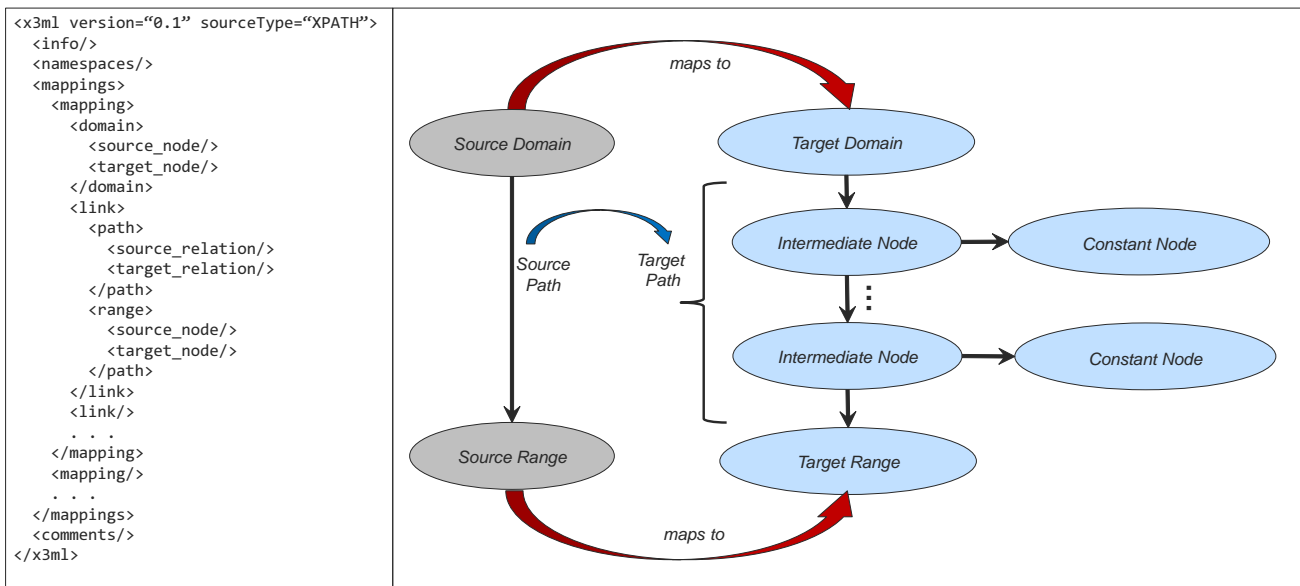 <x3ml version=“0.1” sourceType=“XPATH”>
<info/>
<namespaces/>
<mappings>
<mapping>
<domain>
<source_node/>
<target_node/>
</domain>
<link>
<path>
<source_relation/>
<target_relation/>
</path>
<range>
<source_node/>
<target_node/>
</path>
</link>
<link/>
. . .
</mapping>
<mapping/>
. . .
</mappings>
<comments/>
</x3ml>
maps to
Source Domain
Target Domain
Source
Path
Target
Path
Intermediate Node
Constant Node
Intermediate Node
Constant Node
Source Range
Target Range
maps to